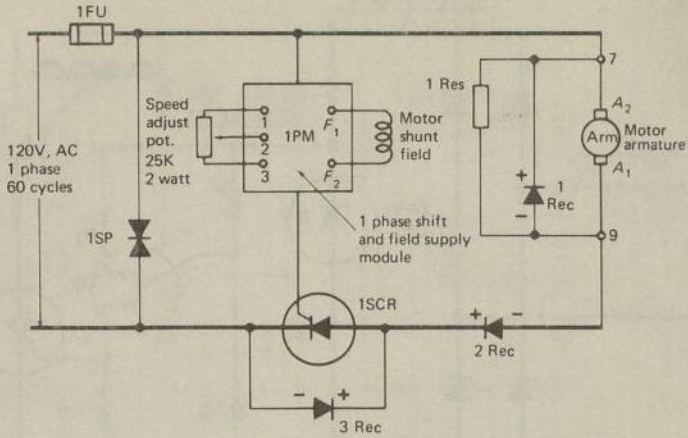 1FU
7
1 Res
A2
Arm
Motor
armature
A1
Speed
adjust
pot.
25K
2 watt
1
2
3
1PM
F1
F2
Motor
shunt
field
120V, AC
1 phase
60 cycles
+
1
Rec
−
9
1SP
1 phase shift
and field supply
module
1SCR
+ −
2 Rec
− +
3 Rec